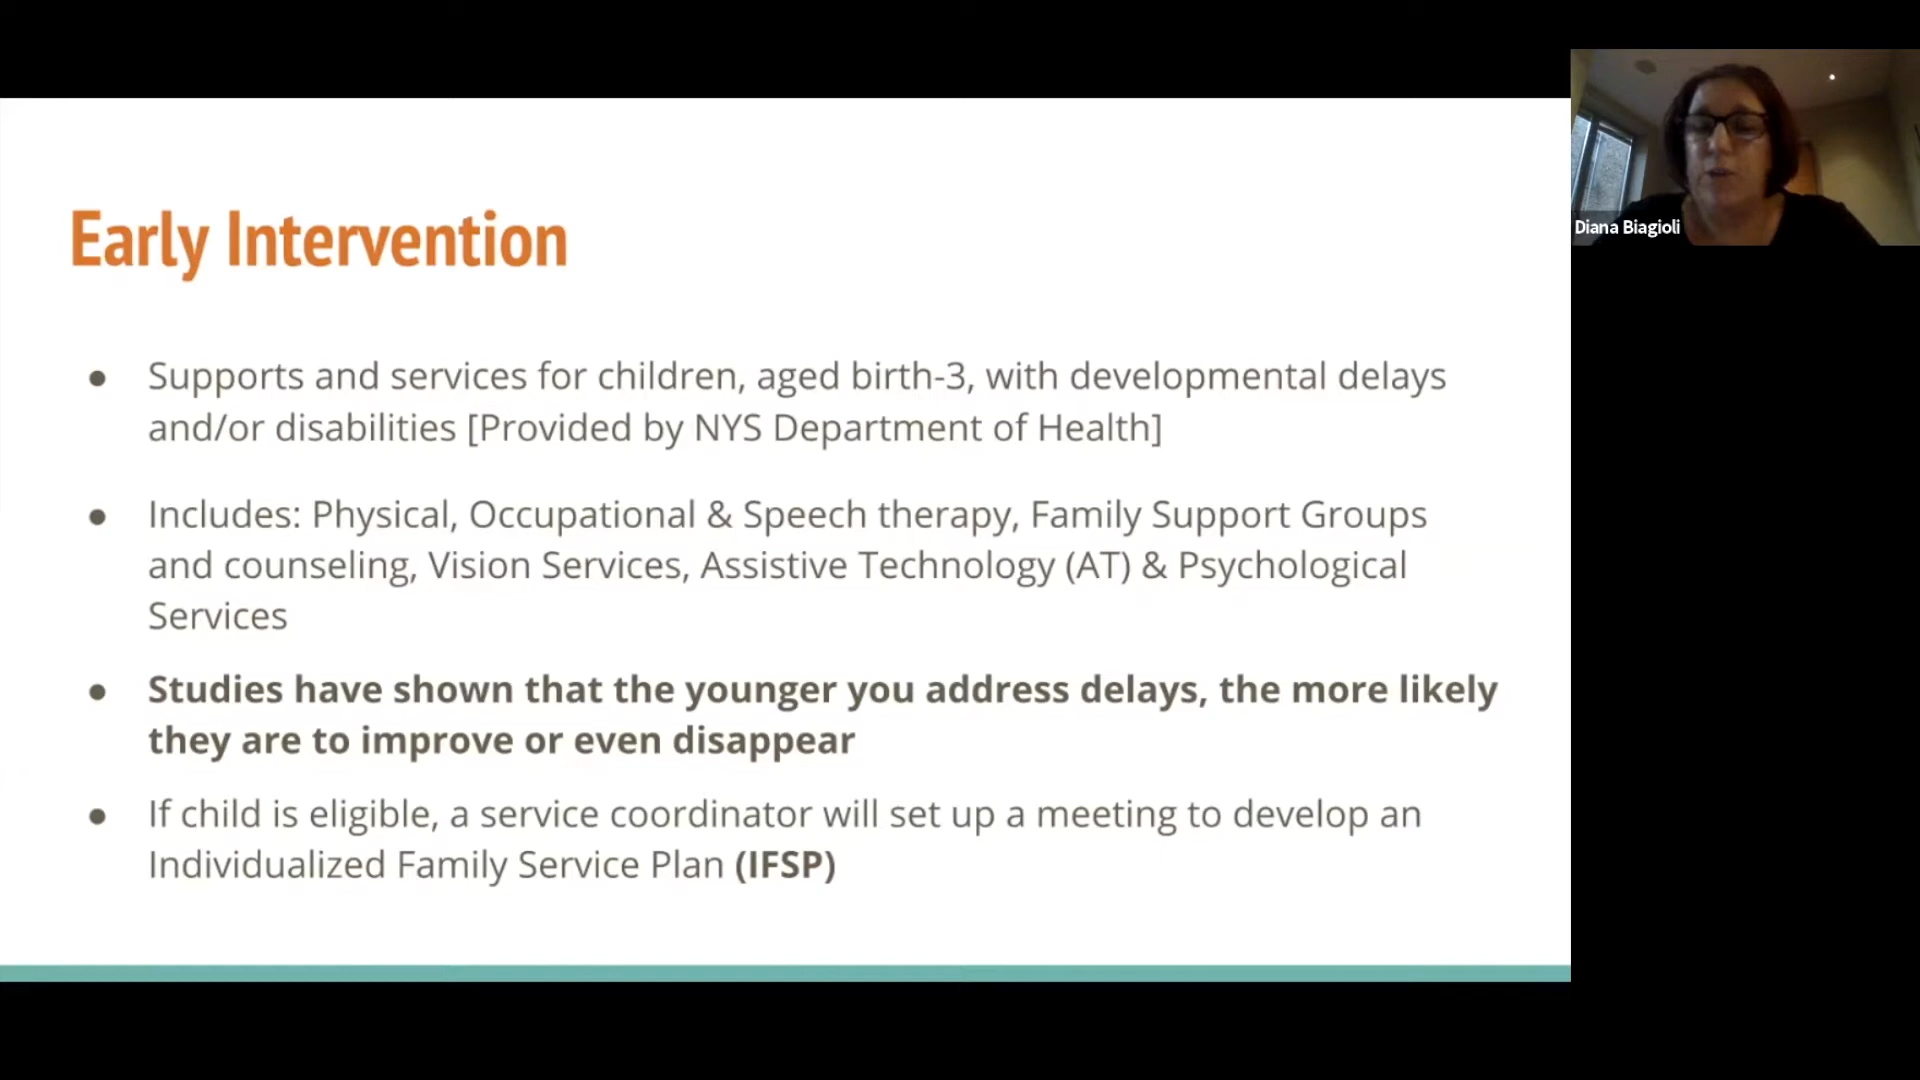 Early Intervention
● Supports and services for children, aged birth-3, with developmental delays
and/or disabilities [Provided by NYS Department of Health]
● Includes: Physical, Occupational & Speech therapy, Family Support Groups
and counseling, Vision Services, Assistive Technology (AT) & Psychological
Services
● Studies have shown that the younger you address delays, the more likely
they are to improve or even disappear
● If child is eligible, a service coordinator will set up a meeting to develop an
Individualized Family Service Plan (IFSP)
Diana Biagioli